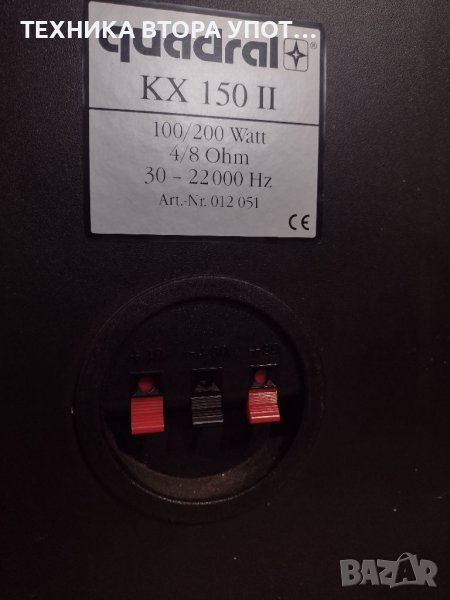 ТЕХНИКА ВТОРА УПОТ...
quadral®
KX 150 II
100/200 Watt
4/8 Ohm
30 – 22000 Hz
Art.-Nr. 012 051
CE
BAZAR